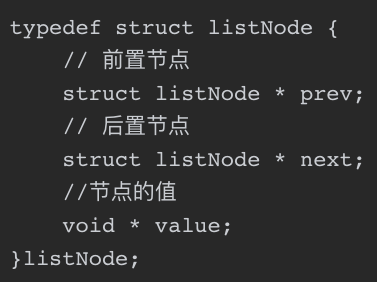 typedef struct listNode {
    // 前置节点
    struct listNode * prev;
    // 后置节点
    struct listNode * next;
    //节点的值
    void * value;
}listNode;